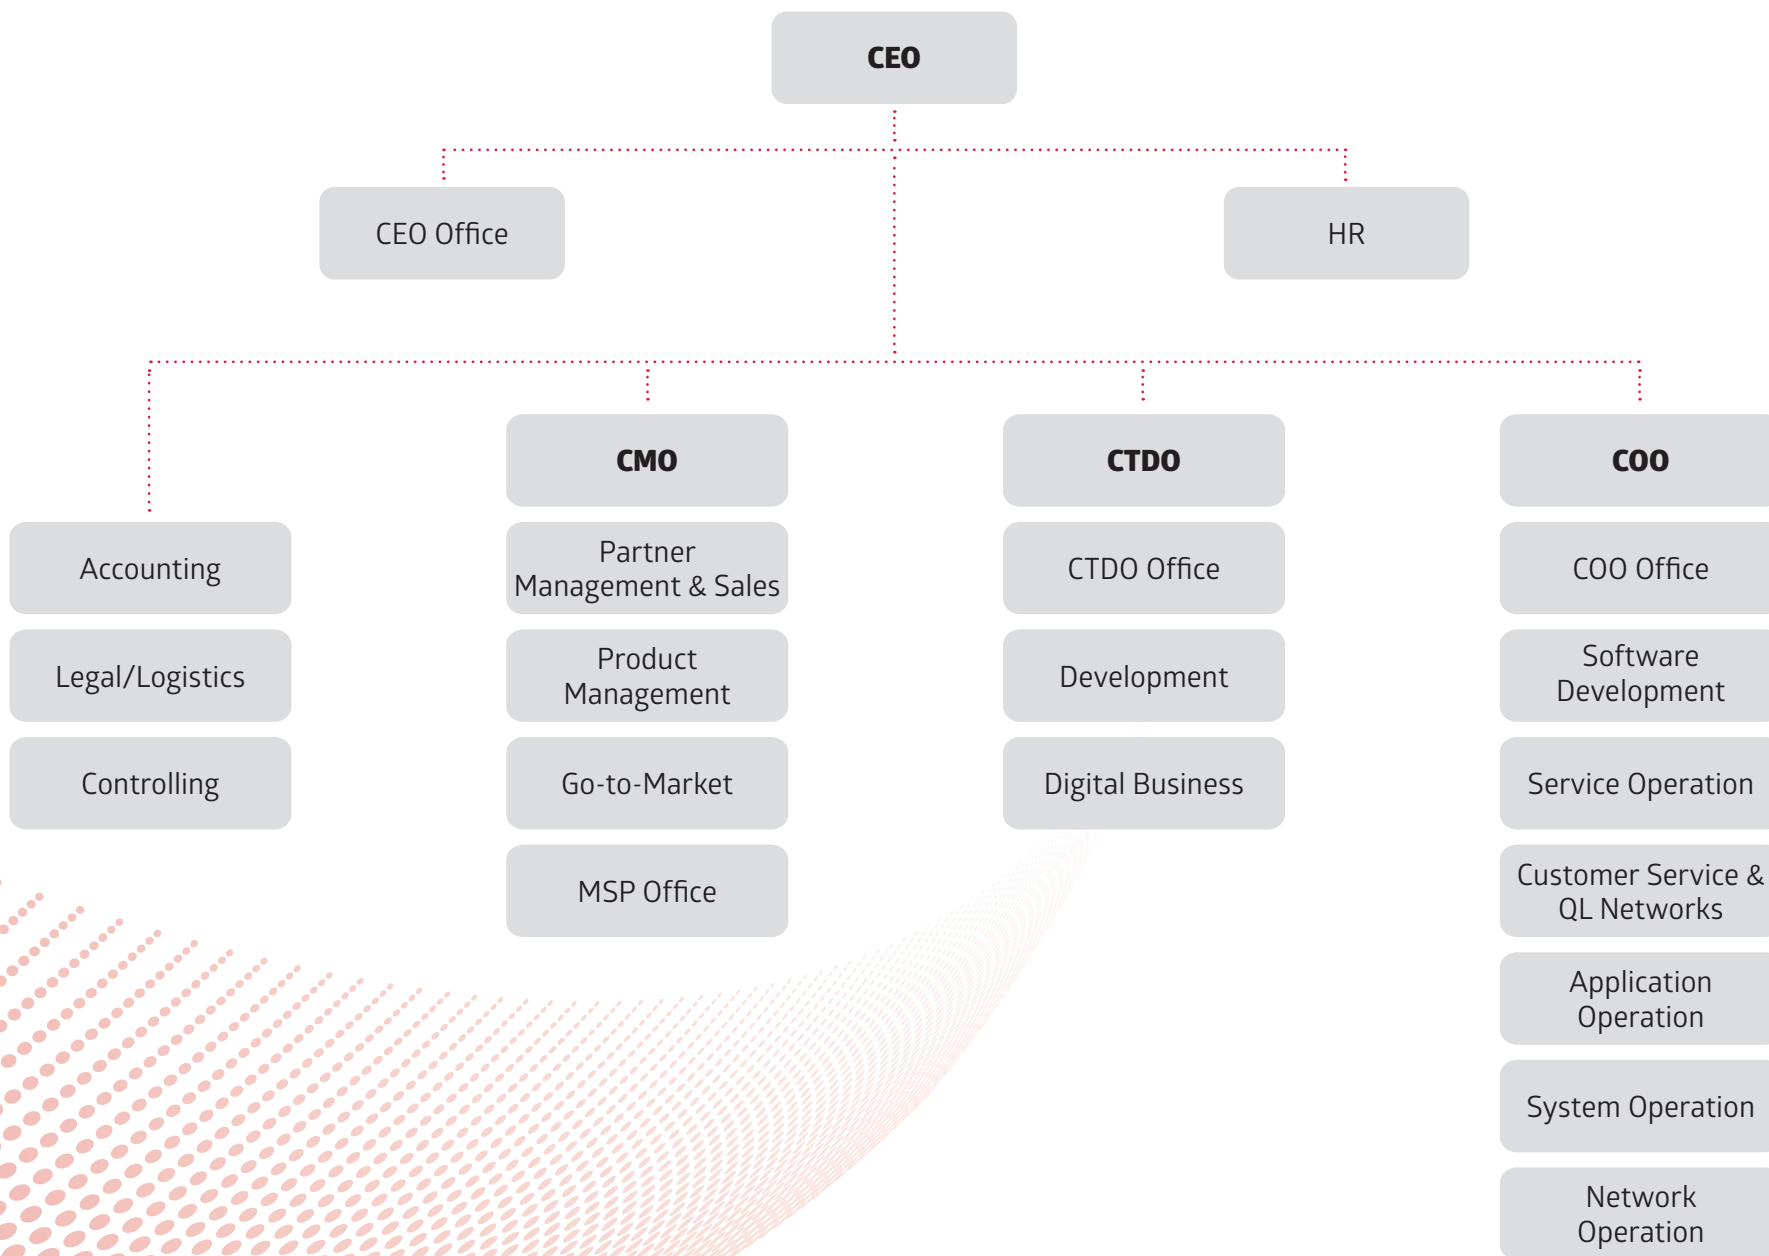 CEO
CEO Office
HR
Accounting
Legal/Logistics
Controlling
CMO
Partner
Management & Sales
Product
Management
Go-to-Market
MSP Office
CTDO
CTDO Office
Development
Digital Business
COO
COO Office
Software
Development
Service Operation
Customer Service &
QL Networks
Application
Operation
System Operation
Network
Operation